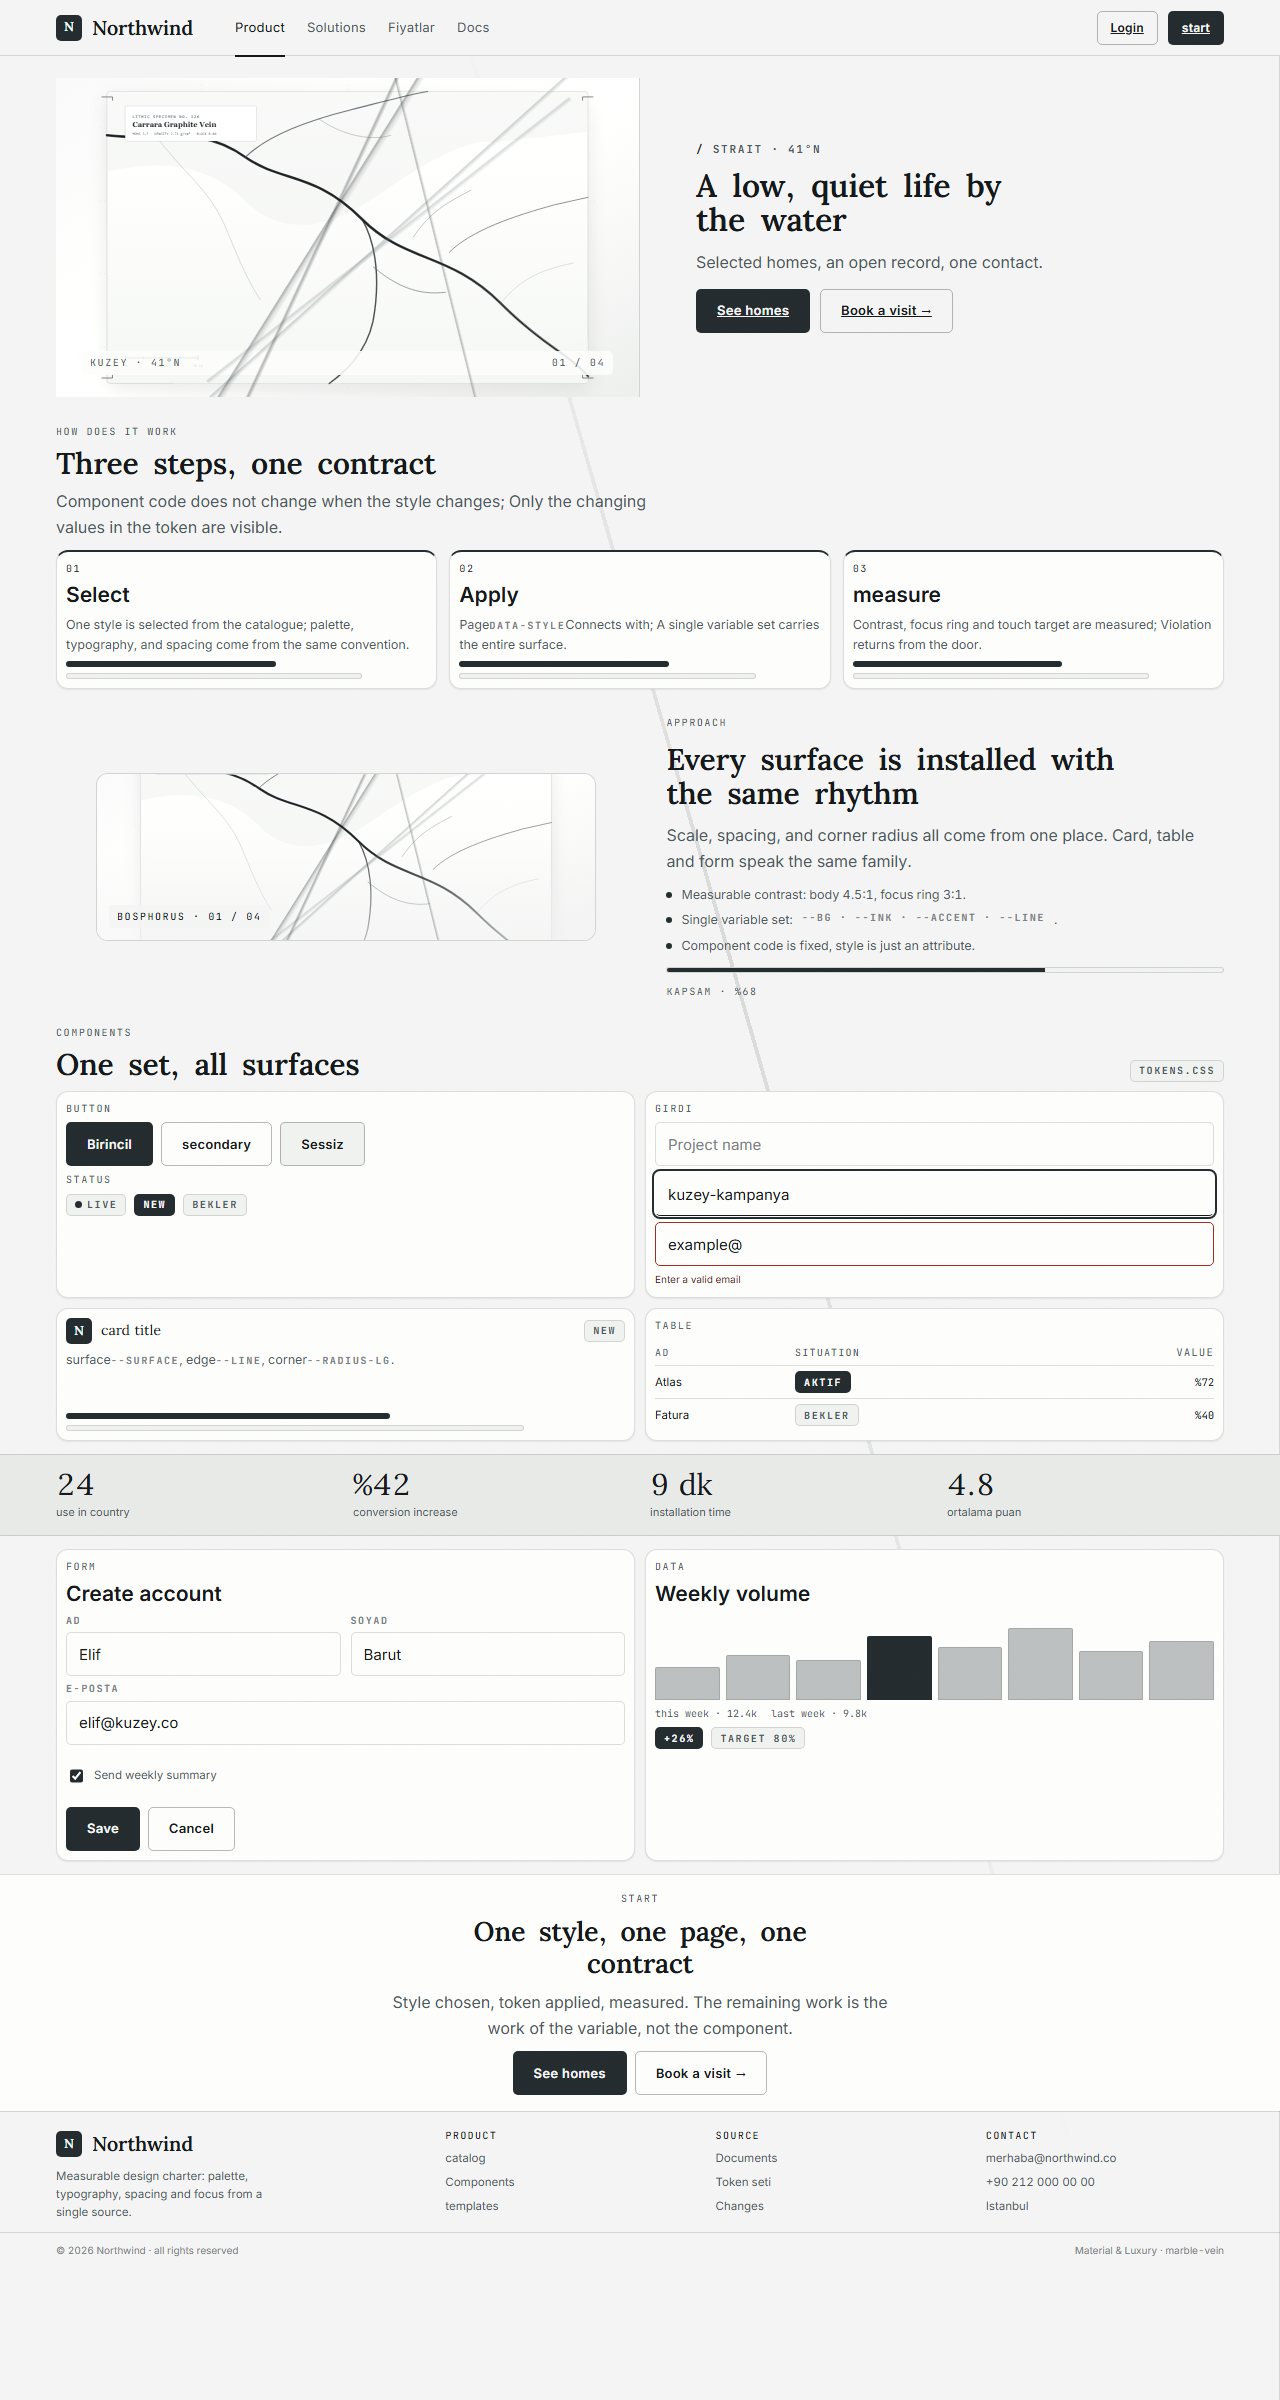 N Northwind Product Solutions Fiyatlar Docs Login start
LITHIC SPECIMEN NO. 110
Carrara Graphite Vein
KUZEY · 41°N 01 / 04
/ STRAIT · 41°N
A low, quiet life by
the water
Selected homes, an open record, one contact.
See homes Book a visit →
HOW DOES IT WORK
Three steps, one contract
Component code does not change when the style changes; Only the changing
values in the token are visible.
01
Select
One style is selected from the catalogue; palette,
typography, and spacing come from the same convention.
02
Apply
PageDATA-STYLEConnects with; A single variable set carries
the entire surface.
03
measure
Contrast, focus ring and touch target are measured; Violation
returns from the door.
BOSPHORUS · 01 / 04
APPROACH
Every surface is installed with
the same rhythm
Scale, spacing, and corner radius all come from one place. Card, table
and form speak the same family.
Measurable contrast: body 4.5:1, focus ring 3:1.
Single variable set: --BG · --INK · --ACCENT · --LINE .
Component code is fixed, style is just an attribute.
KAPSAM · %68
COMPONENTS
One set, all surfaces
TOKENS.CSS
BUTTON
Birincil secondary Sessiz
STATUS
LIVE NEW BEKLER
GIRDI
Project name
kuzey-kampanya
example@
Enter a valid email
N card title NEW
surface--SURFACE, edge--LINE, corner--RADIUS-LG.
TABLE
AD SITUATION VALUE
Atlas AKTIF %72
Fatura BEKLER %40
24
use in country
%42
conversion increase
9 dk
installation time
4.8
ortalama puan
FORM
Create account
AD SOYAD
Elif Barut
E-POSTA
elif@kuzey.co
Send weekly summary
Save Cancel
DATA
Weekly volume
this week · 12.4k last week · 9.8k
+26% TARGET 80%
START
One style, one page, one
contract
Style chosen, token applied, measured. The remaining work is the
work of the variable, not the component.
See homes Book a visit →
N Northwind
Measurable design charter: palette,
typography, spacing and focus from a
single source.
PRODUCT
catalog
Components
templates
SOURCE
Documents
Token seti
Changes
CONTACT
merhaba@northwind.co
+90 212 000 00 00
Istanbul
© 2026 Northwind · all rights reserved
Material & Luxury · marble-vein